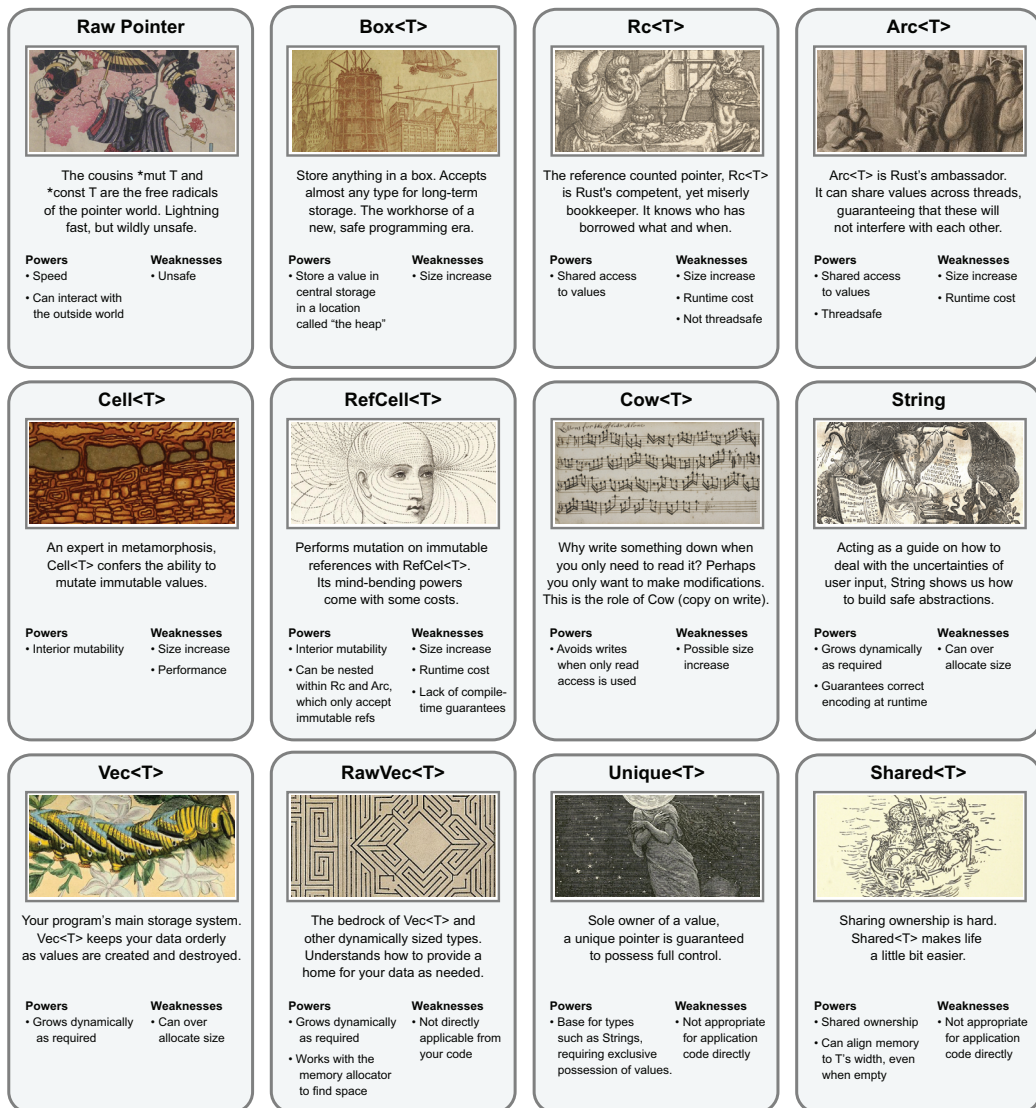 Raw Pointer
The cousins *mut T and
*const T are the free radicals
of the pointer world. Lightning
fast, but wildly unsafe.
Powers
• Speed
• Can interact with
the outside world
Weaknesses
• Unsafe
Box<T>
Store anything in a box. Accepts
almost any type for long-term
storage. The workhorse of a
new, safe programming era.
Powers
• Store a value in
central storage
in a location
called “the heap”
Weaknesses
• Size increase
Rc<T>
The reference counted pointer, Rc<T>
is Rust's competent, yet miserly
bookkeeper. It knows who has
borrowed what and when.
Powers
• Shared access
to values
Weaknesses
• Size increase
• Runtime cost
• Not threadsafe
Arc<T>
Arc<T> is Rust’s ambassador.
It can share values across threads,
guaranteeing that these will
not interfere with each other.
Powers
• Shared access
to values
• Threadsafe
Weaknesses
• Size increase
• Runtime cost
Cell<T>
An expert in metamorphosis,
Cell<T> confers the ability to
mutate immutable values.
Powers
• Interior mutability
Weaknesses
• Size increase
• Performance
RefCell<T>
Performs mutation on immutable
references with RefCel<T>.
Its mind-bending powers
come with some costs.
Powers
• Interior mutability
• Can be nested
within Rc and Arc,
which only accept
immutable refs
Weaknesses
• Size increase
• Runtime cost
• Lack of compile-
time guarantees
Cow<T>
Why write something down when
you only need to read it? Perhaps
you only want to make modifications.
This is the role of Cow (copy on write).
Powers
• Avoids writes
when only read
access is used
Weaknesses
• Possible size
increase
String
Acting as a guide on how to
deal with the uncertainties of
user input, String shows us how
to build safe abstractions.
Powers
• Grows dynamically
as required
• Guarantees correct
encoding at runtime
Weaknesses
• Can over
allocate size
Vec<T>
Your program’s main storage system.
Vec<T> keeps your data orderly
as values are created and destroyed.
Powers
• Grows dynamically
as required
Weaknesses
• Can over
allocate size
RawVec<T>
The bedrock of Vec<T> and
other dynamically sized types.
Understands how to provide a
home for your data as needed.
Powers
• Grows dynamically
as required
• Works with the
memory allocator
to find space
Weaknesses
• Not directly
applicable from
your code
Unique<T>
Sole owner of a value,
a unique pointer is guaranteed
to possess full control.
Powers
• Base for types
such as Strings,
requiring exclusive
possession of values.
Weaknesses
• Not appropriate
for application
code directly
Shared<T>
Sharing ownership is hard.
Shared<T> makes life
a little bit easier.
Powers
• Shared ownership
• Can align memory
to T’s width, even
when empty
Weaknesses
• Not appropriate
for application
code directly